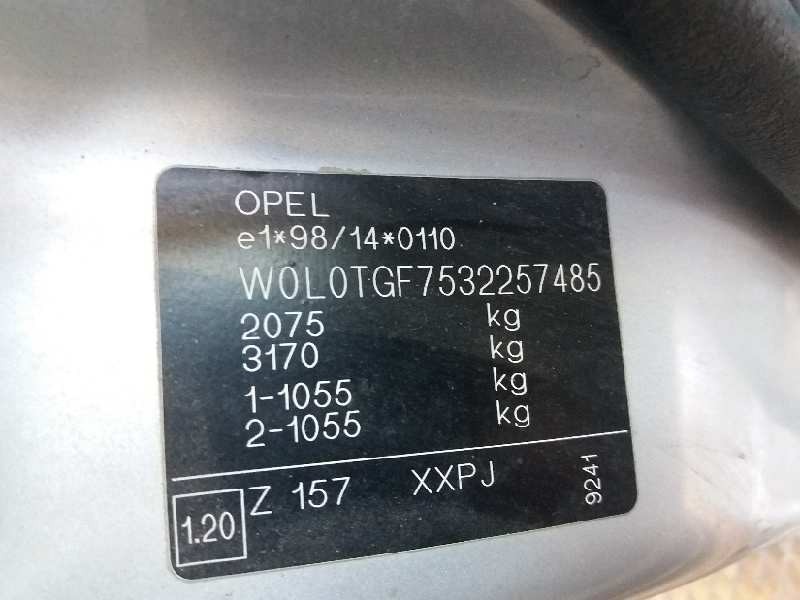 OPEL
e1*98/14*0110
W0L0TGF7532257485
2075 kg
3170 kg
1-1055 kg
2-1055 kg
1.20 Z 157 XXPJ 9241